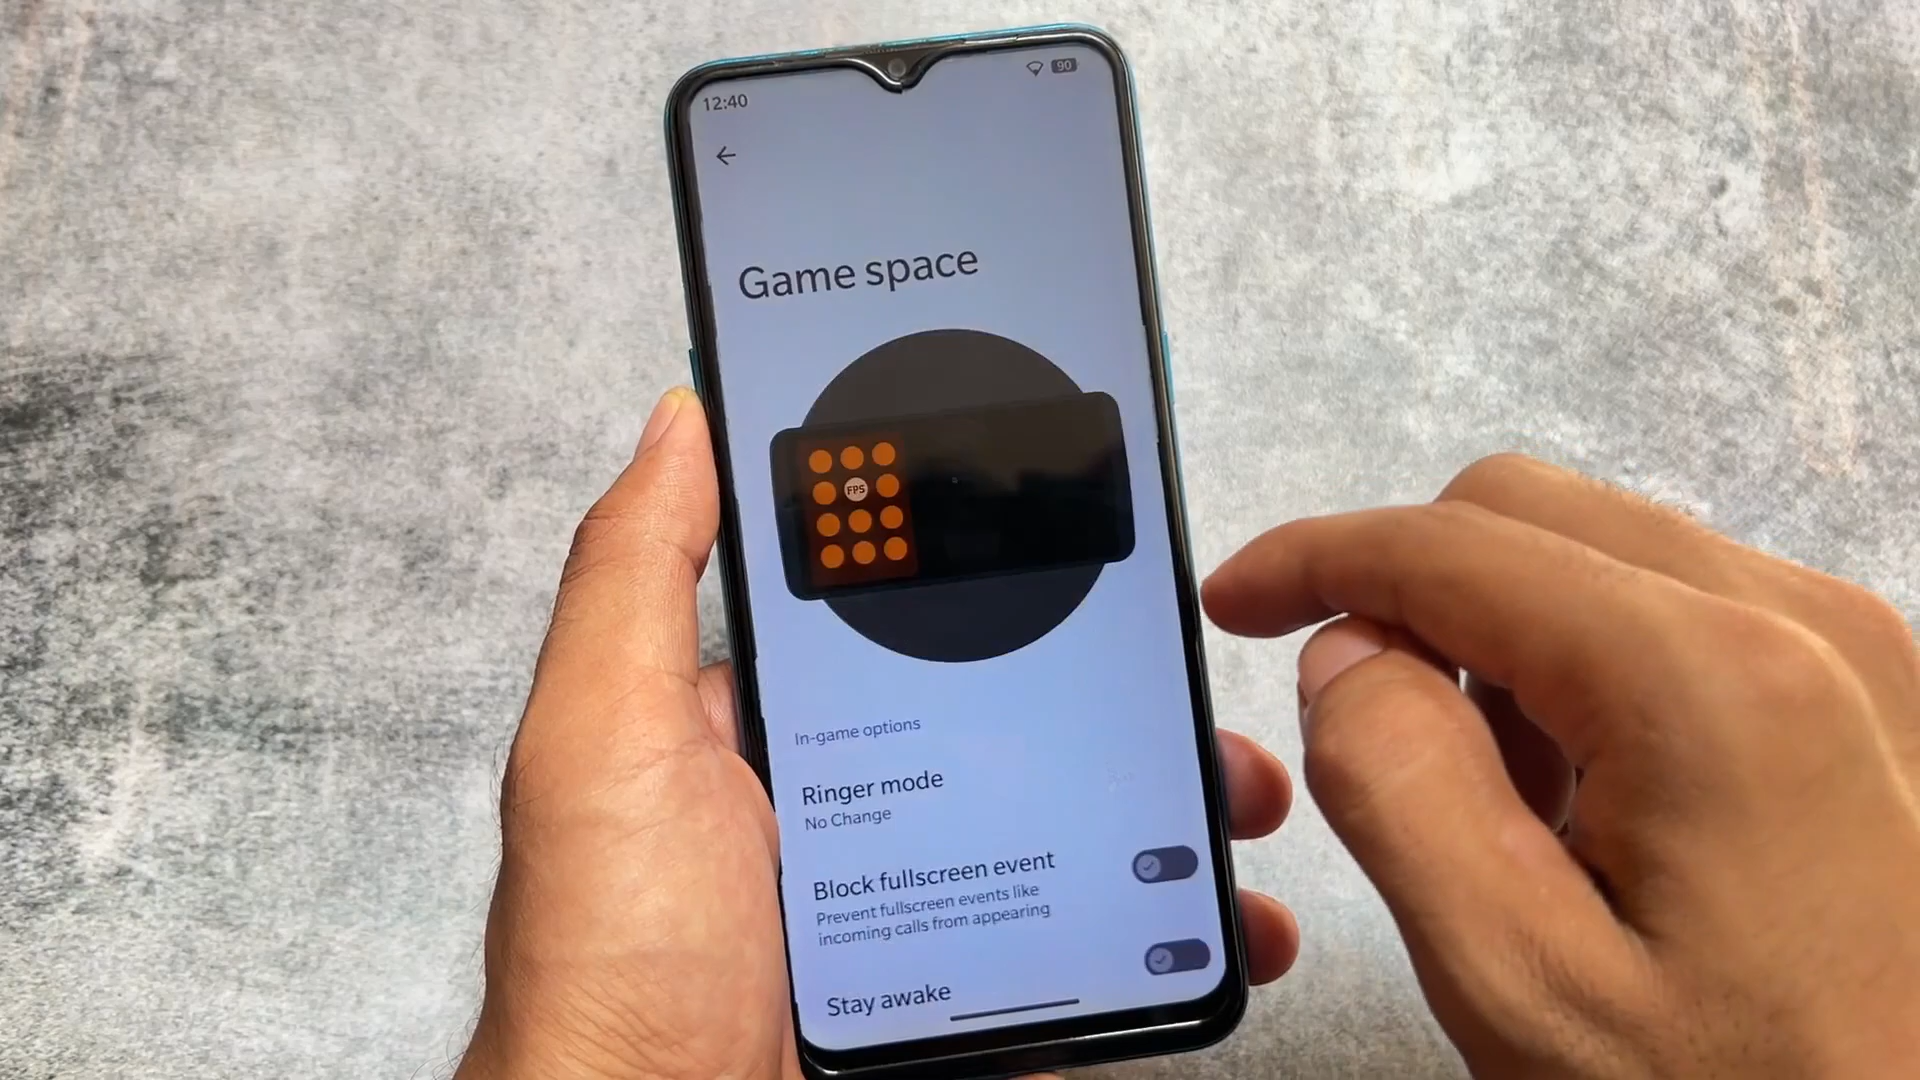 12:40
90
Game space
FPS
In-game options
Ringer mode
No Change
Block fullscreen event
Prevent fullscreen events like
incoming calls from appearing
Stay awake